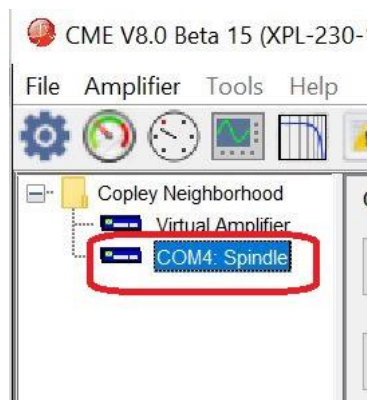 CME V8.0 Beta 15 (XPL-230-
File Amplifier Tools Help
Copley Neighborhood
Virtual Amplifier
COM4: Spindle